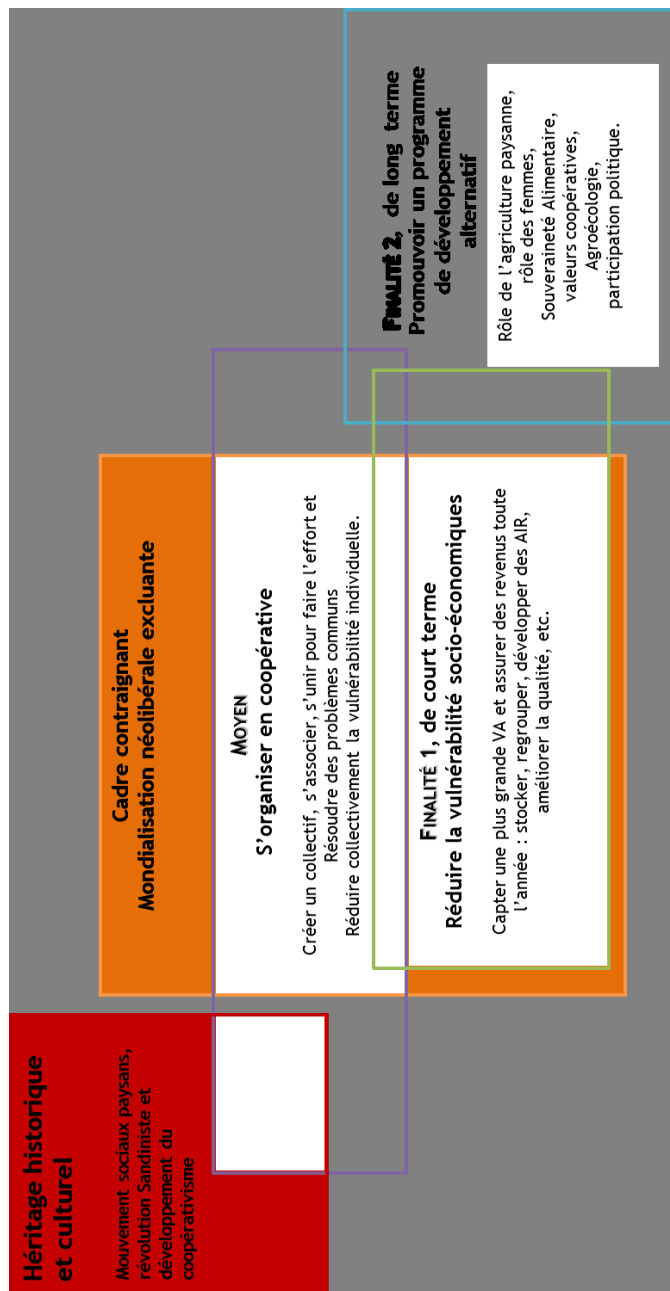 Héritage historique
et culturel
Mouvement sociaux paysans,
révolution Sandiniste et
développement du
coopérativisme
Cadre contraignant
Mondialisation néolibérale excluante
MOYEN
S'organiser en coopérative
Créer un collectif, s'associer, s'unir pour faire l'effort et
Résoudre des problèmes communs
Réduire collectivement la vulnérabilité individuelle.
FINALITÉ 1, de court terme
Réduire la vulnérabilité socio-économiques
Capter une plus grande VA et assurer des revenus toute
l'année : stocker, regrouper, développer des AIR,
améliorer la qualité, etc.
FINALITÉ 2, de long terme
Promouvoir un programme
de développement
alternatif
Rôle de l'agriculture paysanne,
rôle des femmes,
Souveraineté Alimentaire,
valeurs coopératives,
Agroécologie,
participation politique.